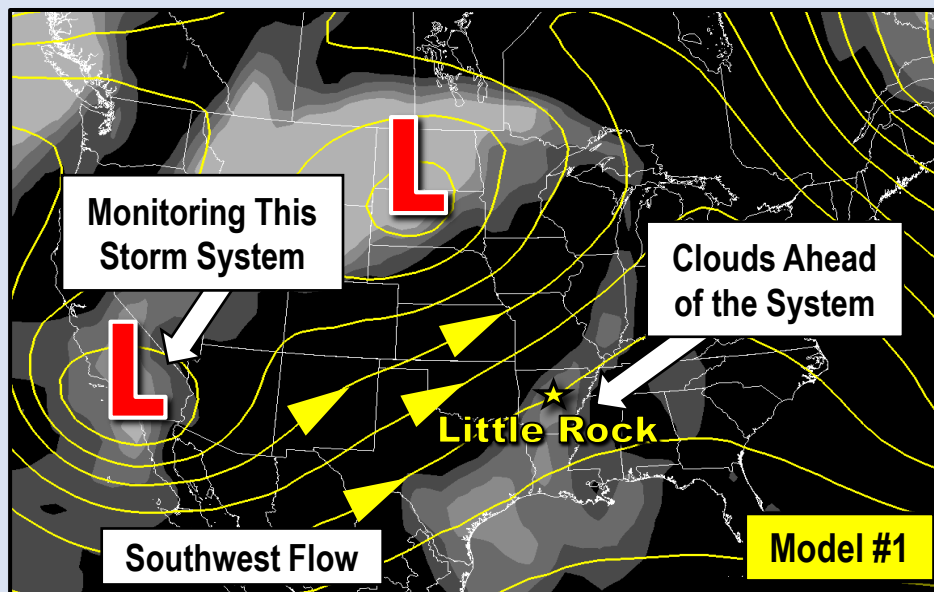 L
Monitoring This
Storm System
Clouds Ahead
of the System
L
Little Rock
Southwest Flow
Model #1